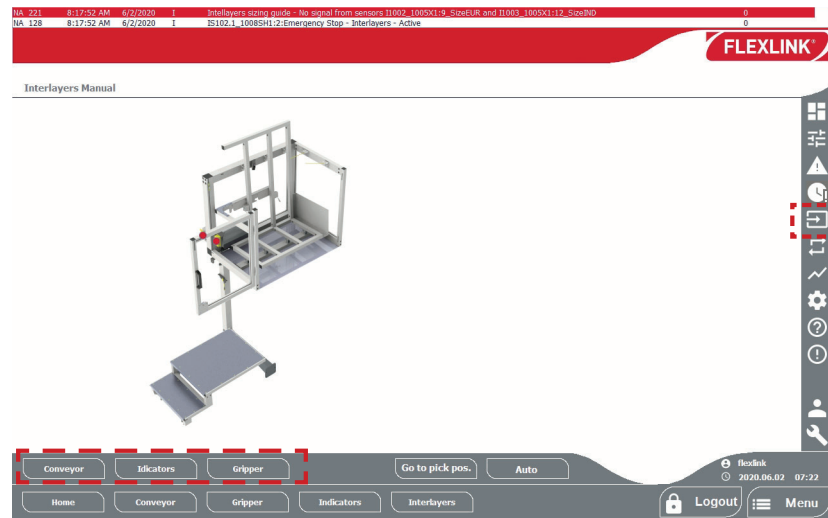 NA 221 8:17:52 AM 6/2/2020 I Intellayers sizing guide - No signal from sensors I1002_1005X1:9_SizeEUR and I1003_1005X1:12_SizeIND 0
NA 128 8:17:52 AM 6/2/2020 I IS102.1_1008SH1:2:Emergency Stop - Interlayers - Active 0
FLEXLINK®
Interlayers Manual
Conveyor Idicators Gripper Go to pick pos. Auto
flexlink
2020.06.02 07:22
Home Conveyor Gripper Indicators Interlayers Logout Menu